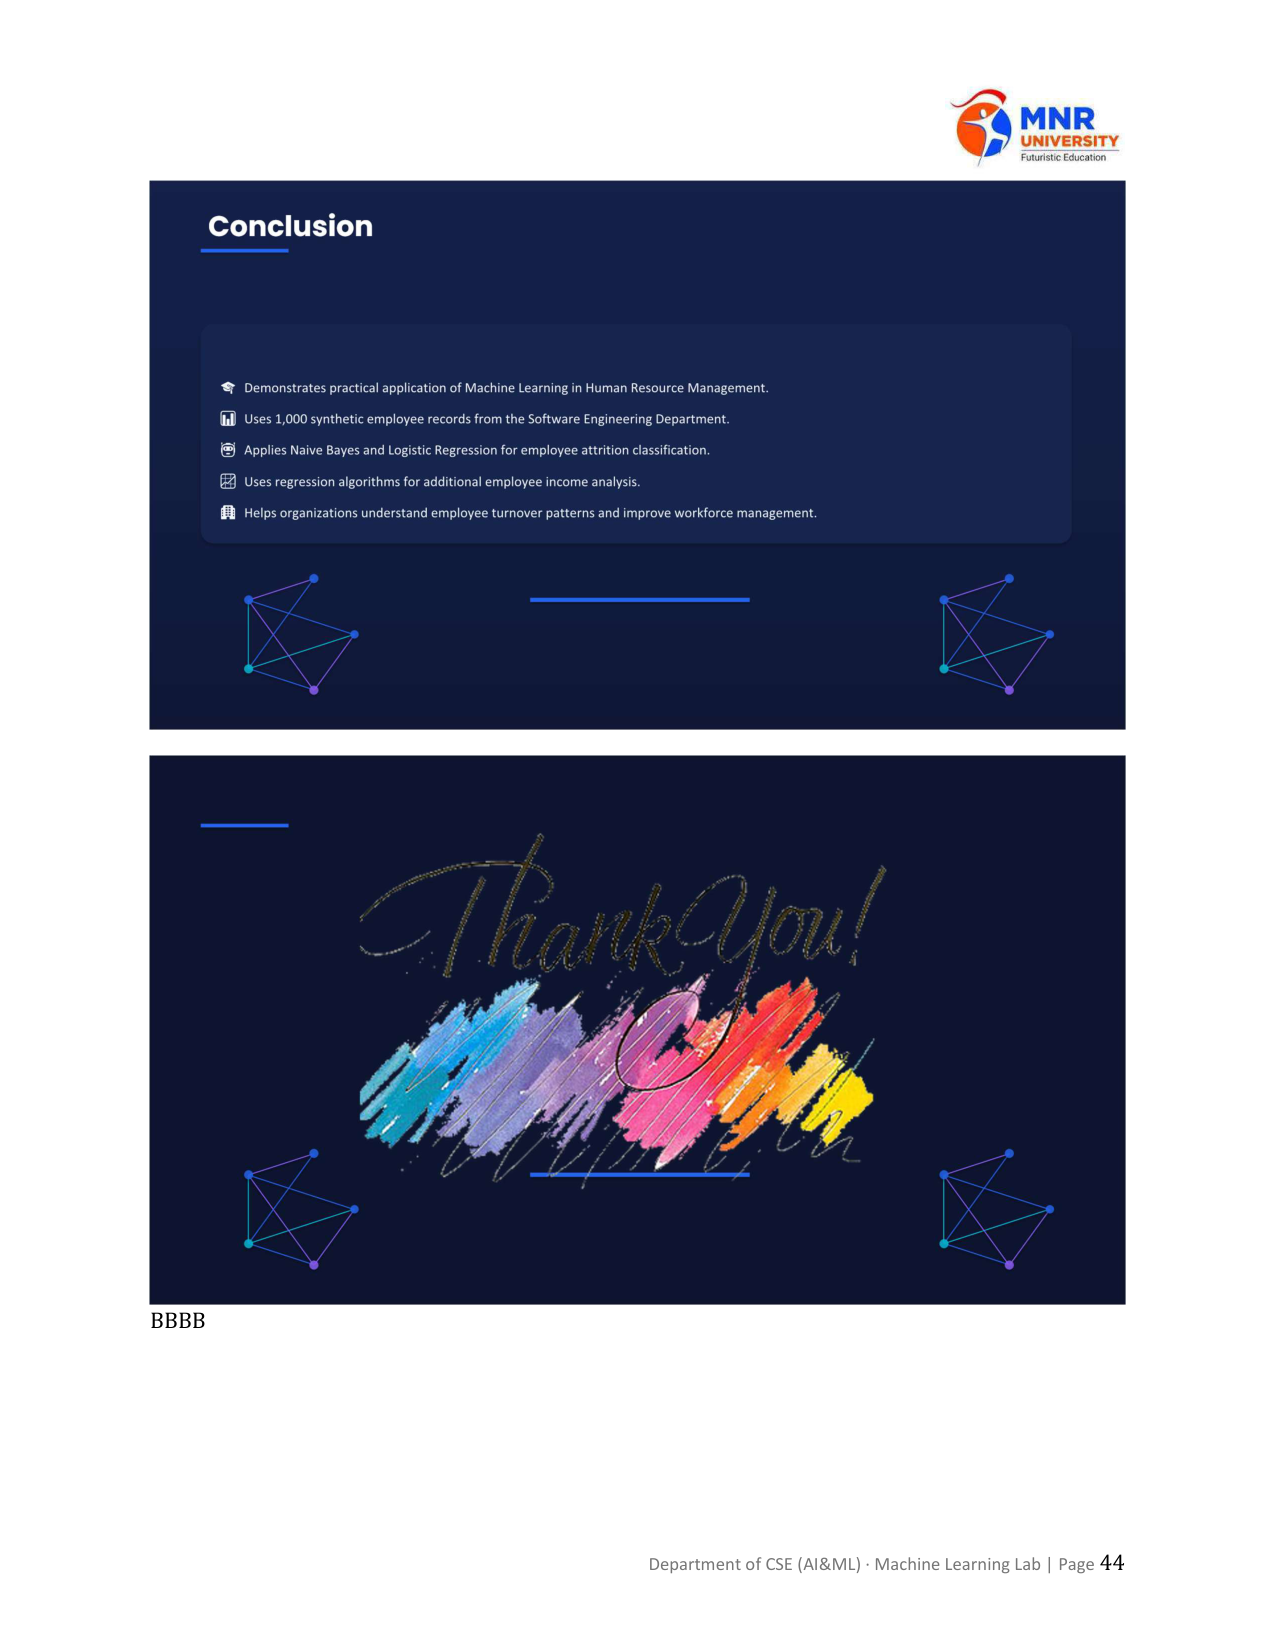 MNR
UNIVERSITY
Futuristic Education
Conclusion
Demonstrates practical application of Machine Learning in Human Resource Management.
Uses 1,000 synthetic employee records from the Software Engineering Department.
Applies Naive Bayes and Logistic Regression for employee attrition classification.
Uses regression algorithms for additional employee income analysis.
Helps organizations understand employee turnover patterns and improve workforce management.
Thank You!
BBBB
Department of CSE (AI&ML) · Machine Learning Lab | Page 44